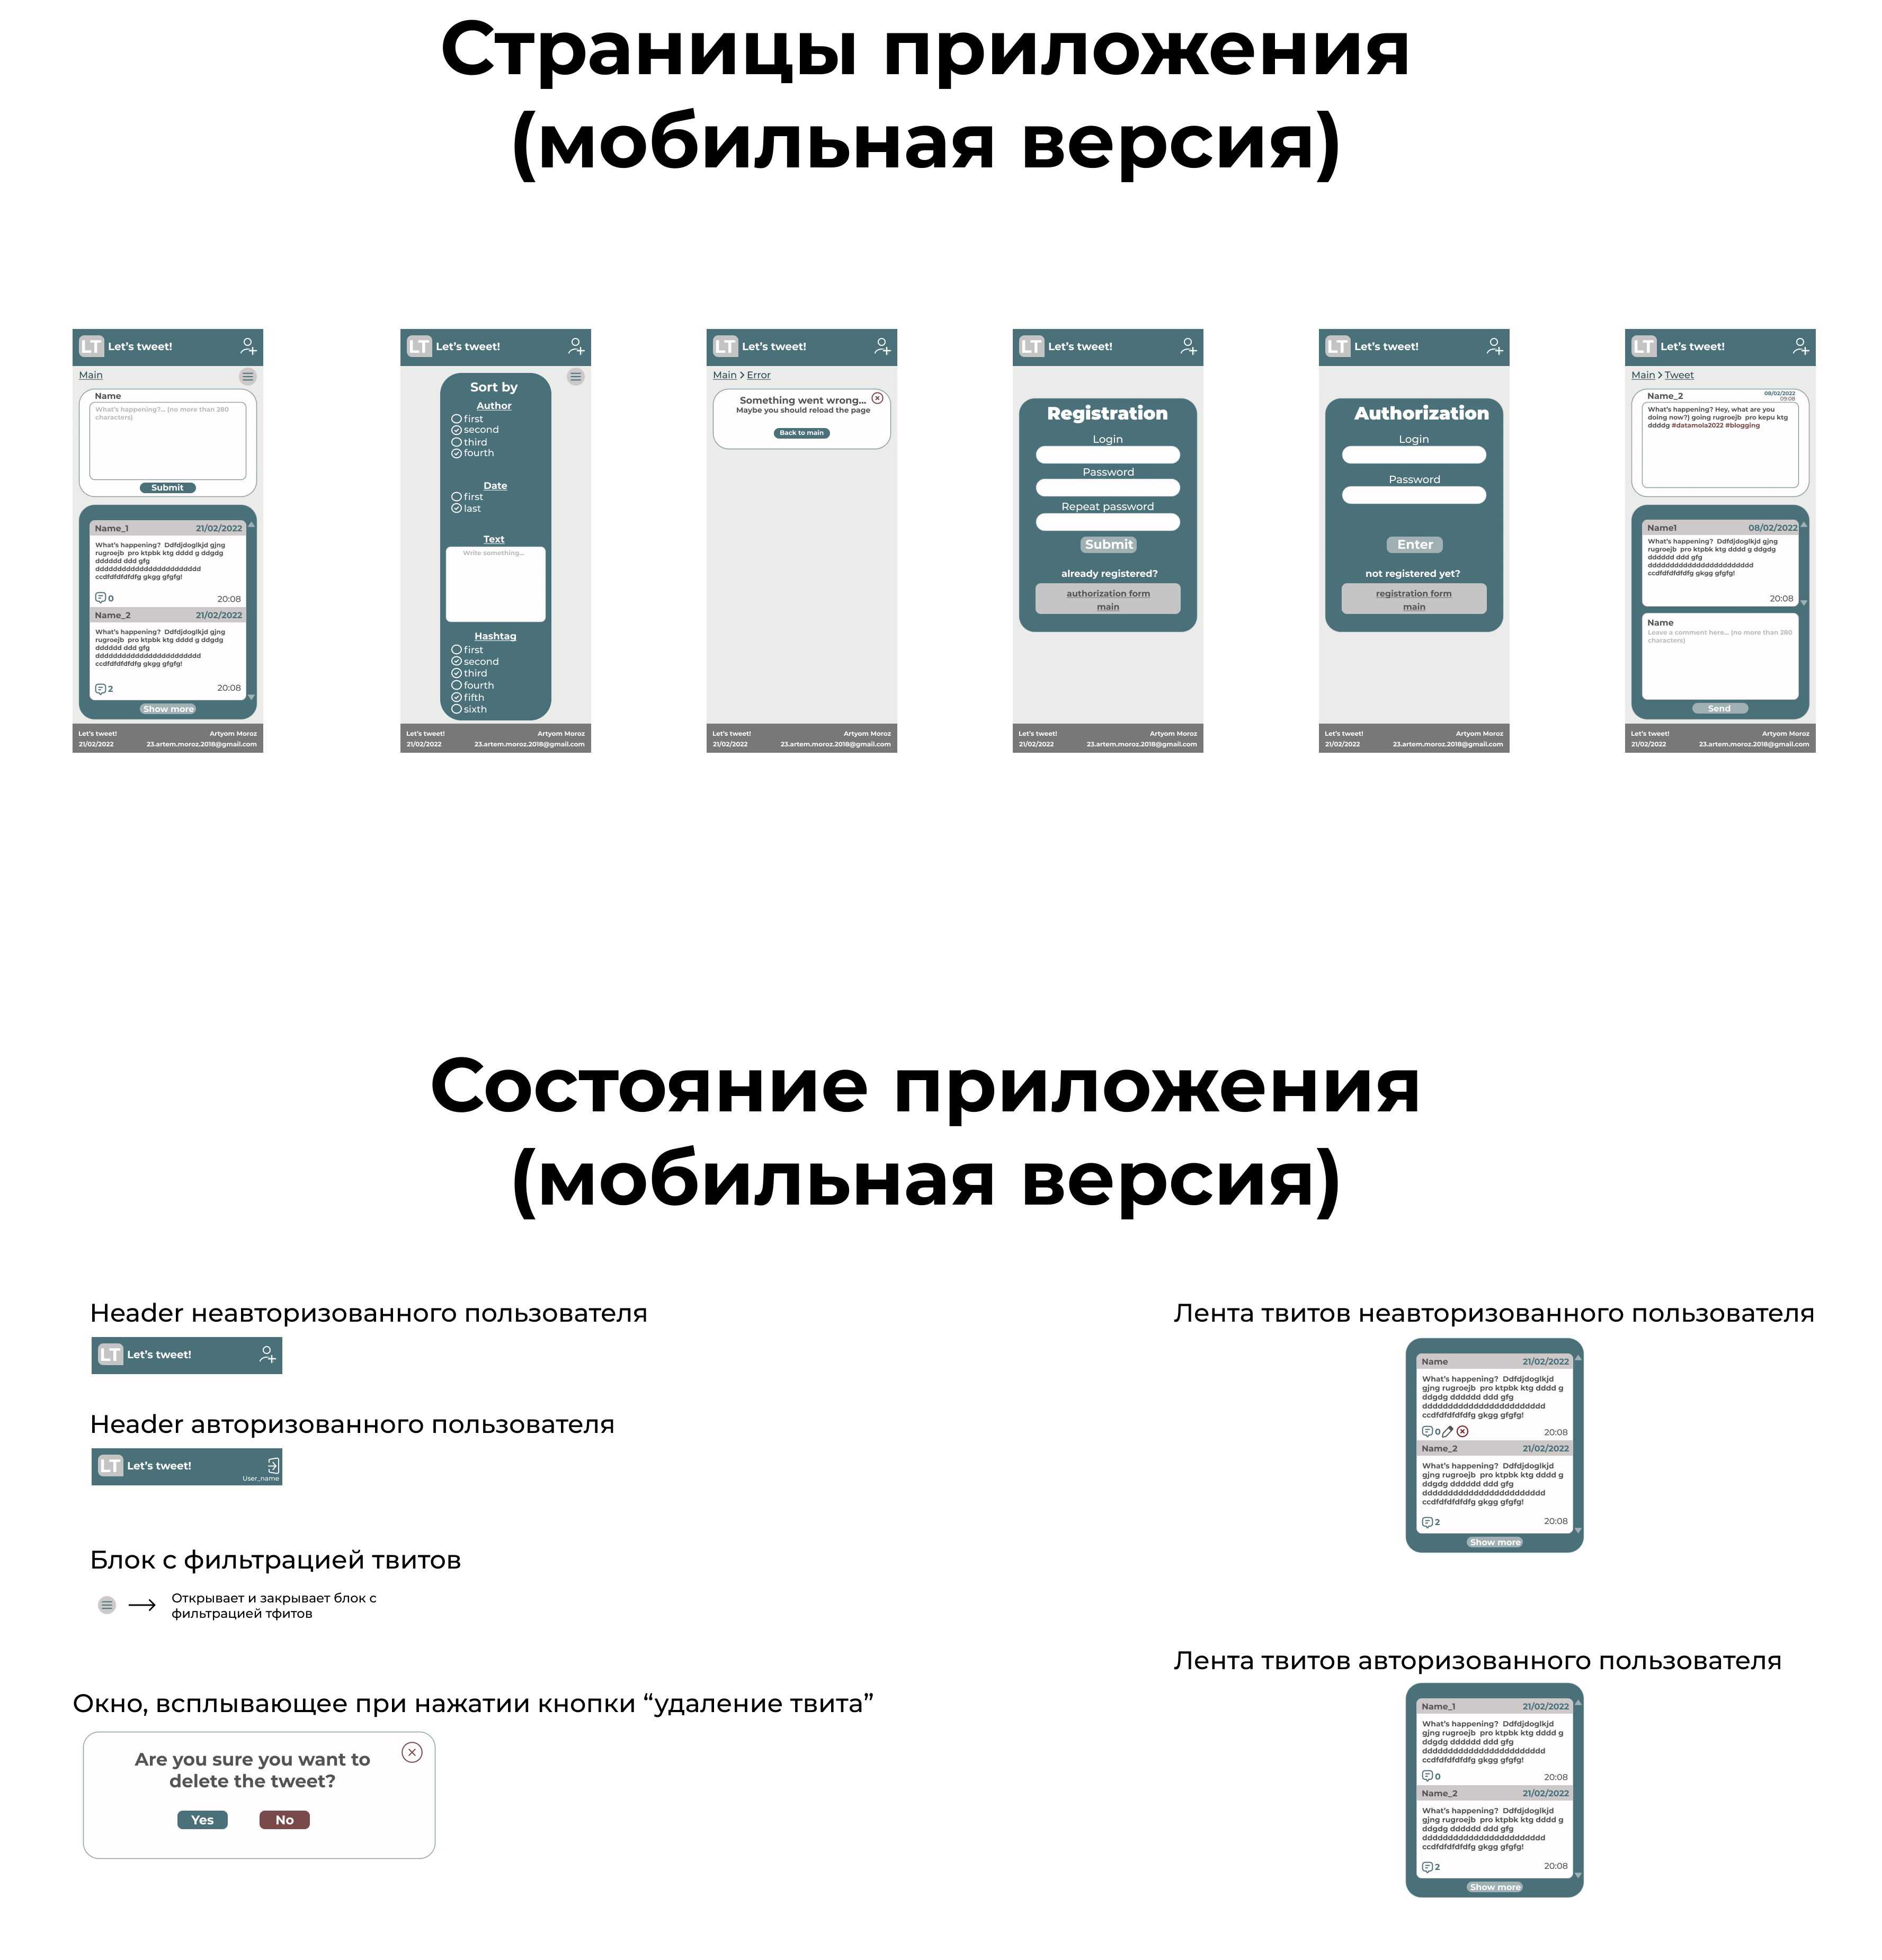 Страницы приложения
(мобильная версия)
LT Let's tweet!
Main
Name
What's happening?... (no more than 280
characters)
Submit
Name_1 21/02/2022
What's happening? Ddfdjdoglkjd gjng
rugroejb pro ktpbk ktg dddd g ddgdg
dddddd ddd gfg
dddddddddddddddddddddddd
ccdfdfdfdfdfg gkgg gfgfg!
0 20:08
Name_2 21/02/2022
What's happening? Ddfdjdoglkjd gjng
rugroejb pro ktpbk ktg dddd g ddgdg
dddddd ddd gfg
dddddddddddddddddddddddd
ccdfdfdfdfdfg gkgg gfgfg!
2 20:08
Show more
Let's tweet! Artyom Moroz
21/02/2022 23.artem.moroz.2018@gmail.com
LT Let's tweet!
Sort by
Author
first
second
third
fourth
Date
first
last
Text
Write something...
Hashtag
first
second
third
fourth
fifth
sixth
Let's tweet! Artyom Moroz
21/02/2022 23.artem.moroz.2018@gmail.com
LT Let's tweet!
Main > Error
Something went wrong...
Maybe you should reload the page
Back to main
Let's tweet! Artyom Moroz
21/02/2022 23.artem.moroz.2018@gmail.com
LT Let's tweet!
Registration
Login
Password
Repeat password
Submit
already registered?
authorization form
main
Let's tweet! Artyom Moroz
21/02/2022 23.artem.moroz.2018@gmail.com
LT Let's tweet!
Authorization
Login
Password
Enter
not registered yet?
registration form
main
Let's tweet! Artyom Moroz
21/02/2022 23.artem.moroz.2018@gmail.com
LT Let's tweet!
Main > Tweet
Name_2 08/02/2022
09:08
What's happening? Hey, what are you
doing now?) going rugroejb pro kepu ktg
ddddg #datamola2022 #blogging
Name1 08/02/2022
What's happening? Ddfdjdoglkjd gjng
rugroejb pro ktpbk ktg dddd g ddgdg
dddddd ddd gfg
dddddddddddddddddddddddd
ccdfdfdfdfdfg gkgg gfgfg!
20:08
Name
Leave a comment here... (no more than 280
characters)
Send
Let's tweet! Artyom Moroz
21/02/2022 23.artem.moroz.2018@gmail.com
Состояние приложения
(мобильная версия)
Header неавторизованного пользователя
LT Let's tweet!
Header авторизованного пользователя
LT Let's tweet!
User_name
Блок с фильтрацией твитов
Открывает и закрывает блок с
фильтрацией тфитов
Окно, всплывающее при нажатии кнопки “удаление твита”
Are you sure you want to
delete the tweet?
Yes No
Лента твитов неавторизованного пользователя
Name 21/02/2022
What's happening? Ddfdjdoglkjd
gjng rugroejb pro ktpbk ktg dddd g
ddgdg dddddd ddd gfg
dddddddddddddddddddddddd
ccdfdfdfdfdfg gkgg gfgfg!
0 20:08
Name_2 21/02/2022
What's happening? Ddfdjdoglkjd
gjng rugroejb pro ktpbk ktg dddd g
ddgdg dddddd ddd gfg
dddddddddddddddddddddddd
ccdfdfdfdfdfg gkgg gfgfg!
2 20:08
Show more
Лента твитов авторизованного пользователя
Name_1 21/02/2022
What's happening? Ddfdjdoglkjd
gjng rugroejb pro ktpbk ktg dddd g
ddgdg dddddd ddd gfg
dddddddddddddddddddddddd
ccdfdfdfdfdfg gkgg gfgfg!
0 20:08
Name_2 21/02/2022
What's happening? Ddfdjdoglkjd
gjng rugroejb pro ktpbk ktg dddd g
ddgdg dddddd ddd gfg
dddddddddddddddddddddddd
ccdfdfdfdfdfg gkgg gfgfg!
2 20:08
Show more